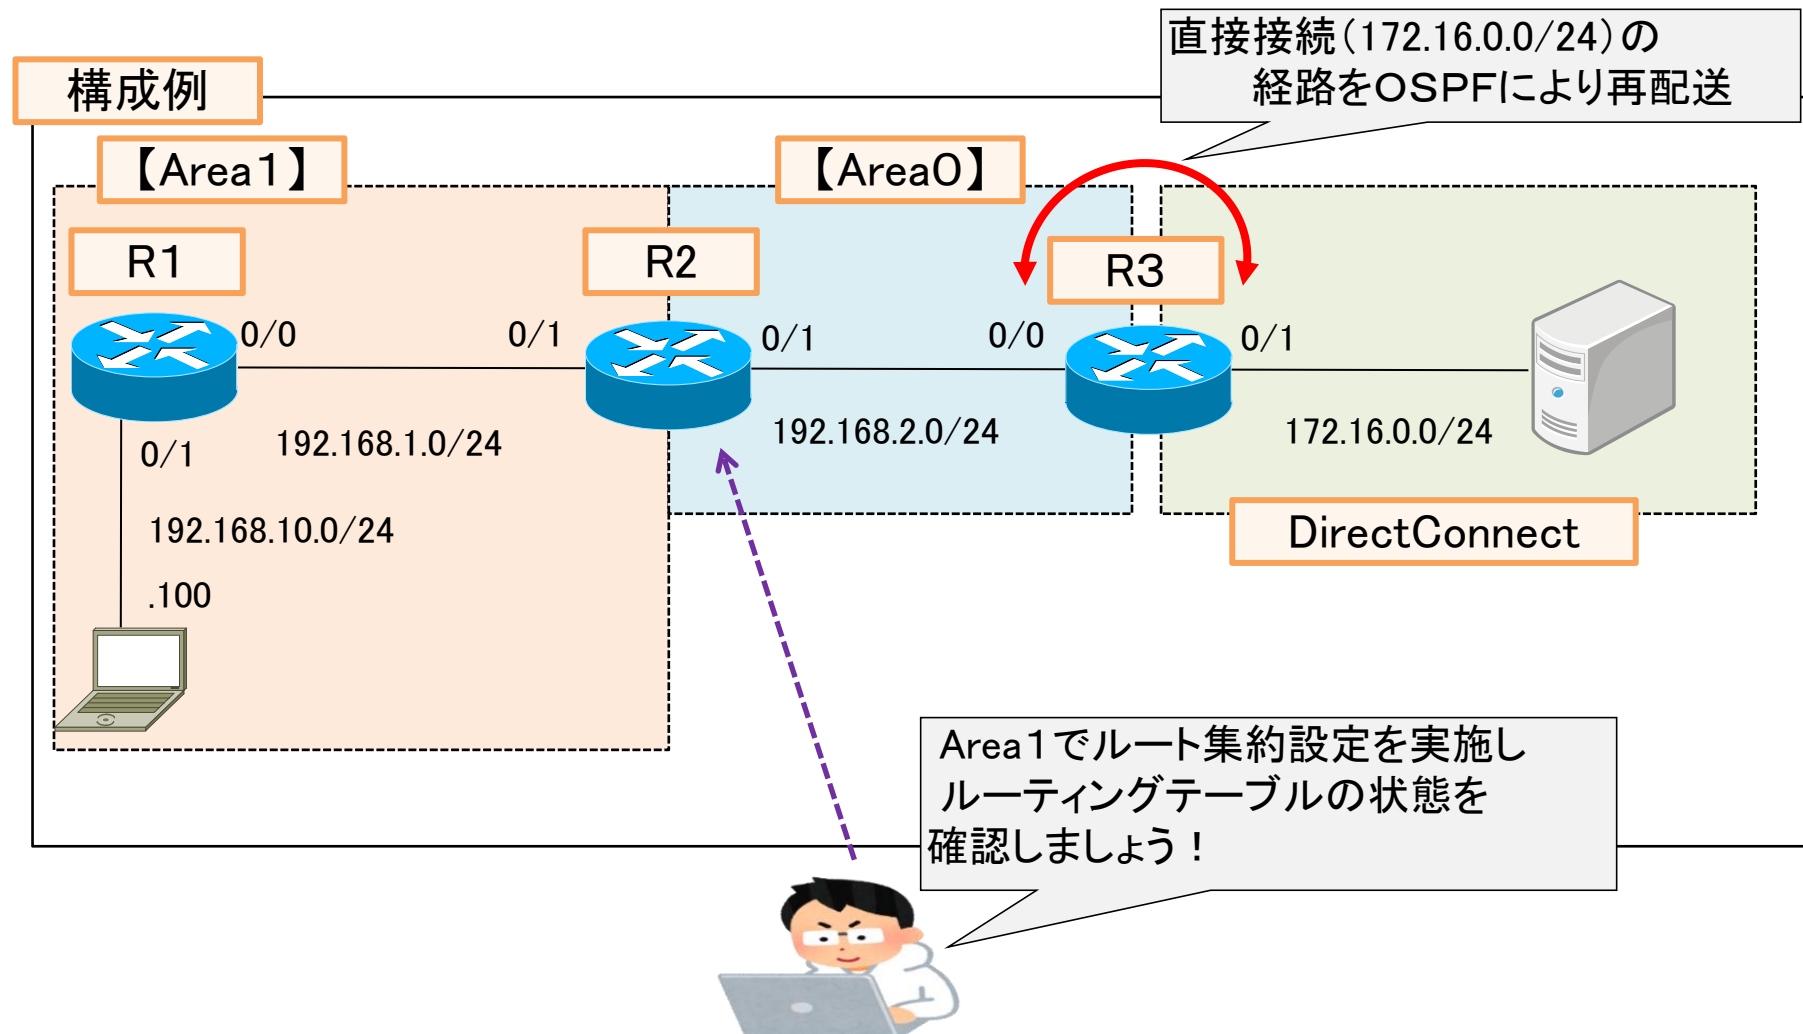 直接接続（172.16.0.0/24）の
経路をＯＳＰＦにより再配送
構成例
【Area１】
【Area０】
R１
R２
R３
0/0
0/1
0/1
0/0
0/1
192.168.1.0/24
192.168.2.0/24
172.16.0.0/24
0/1
192.168.10.0/24
DirectConnect
.100
Area１でルート集約設定を実施し
ルーティングテーブルの状態を
確認しましょう！